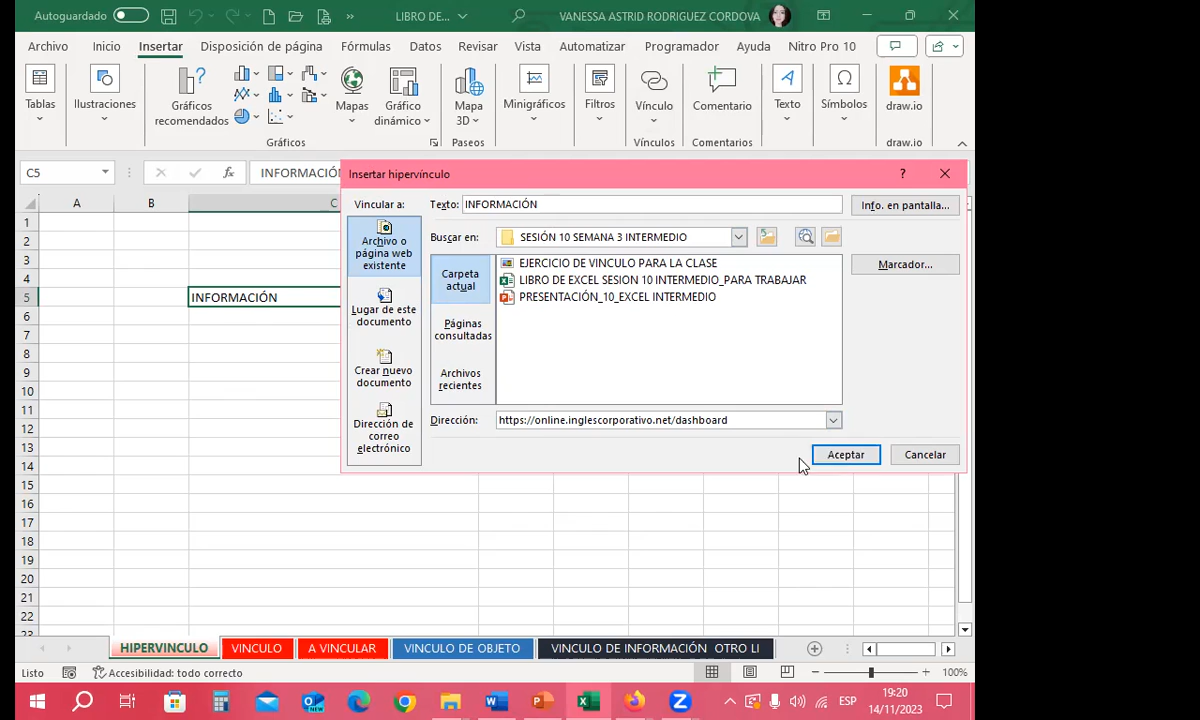 Autoguardado
LIBRO DE...
VANESSA ASTRID RODRIGUEZ CORDOVA
Archivo Inicio Insertar Disposición de página Fórmulas Datos Revisar Vista Automatizar Programador Ayuda Nitro Pro 10
Tablas
Ilustraciones
Gráficos recomendados
Mapas
Gráfico dinámico
Mapa 3D
Minigráficos
Filtros
Vínculo
Comentario
Texto
Símbolos
draw.io
Gráficos Paseos Vínculos Comentarios draw.io
C5
fx
INFORMACIÓN
Insertar hipervínculo
?
Vincular a:
Texto: INFORMACIÓN
Info. en pantalla...
Archivo o
página web
existente
Buscar en: SESIÓN 10 SEMANA 3 INTERMEDIO
Marcador...
Lugar de este
documento
Crear nuevo
documento
Dirección de
correo
electrónico
Carpeta
actual
Páginas
consultadas
Archivos
recientes
EJERCICIO DE VINCULO PARA LA CLASE
LIBRO DE EXCEL SESION 10 INTERMEDIO_PARA TRABAJAR
PRESENTACIÓN_10_EXCEL INTERMEDIO
Dirección: https://online.inglescorporativo.net/dashboard
Aceptar Cancelar
A B C
1
2
3
4
5 INFORMACIÓN
6
7
8
9
10
11
12
13
14
15
16
17
18
19
20
21
22
23
HIPERVINCULO VINCULO A VINCULAR VINCULO DE OBJETO VINCULO DE INFORMACIÓN OTRO LI
Listo
Accesibilidad: todo correcto
100%
ESP
19:20
14/11/2023